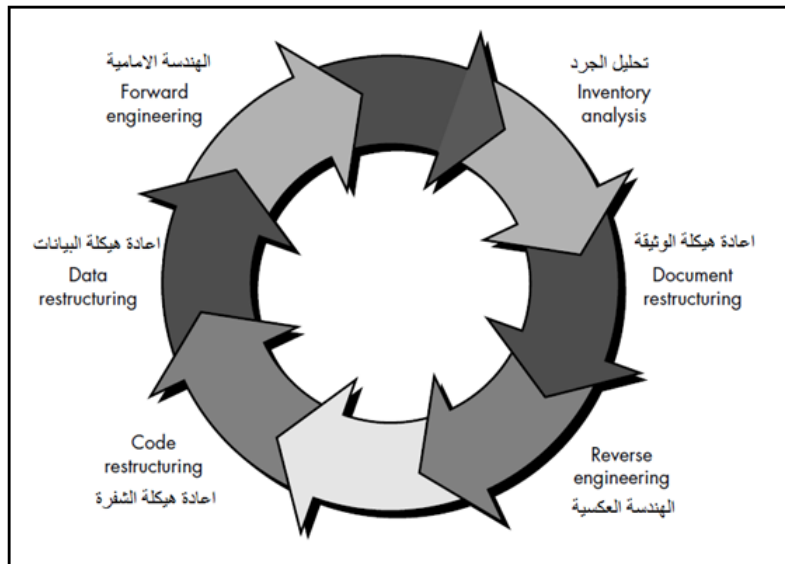 الهندسة الامامية
Forward
engineering
تحليل الجرد
Inventory
analysis
اعادة هيكلة البيانات
Data
restructuring
اعادة هيكلة الوثيقة
Document
restructuring
Code
restructuring
اعادة هيكلة الشفرة
Reverse
engineering
الهندسة العكسية